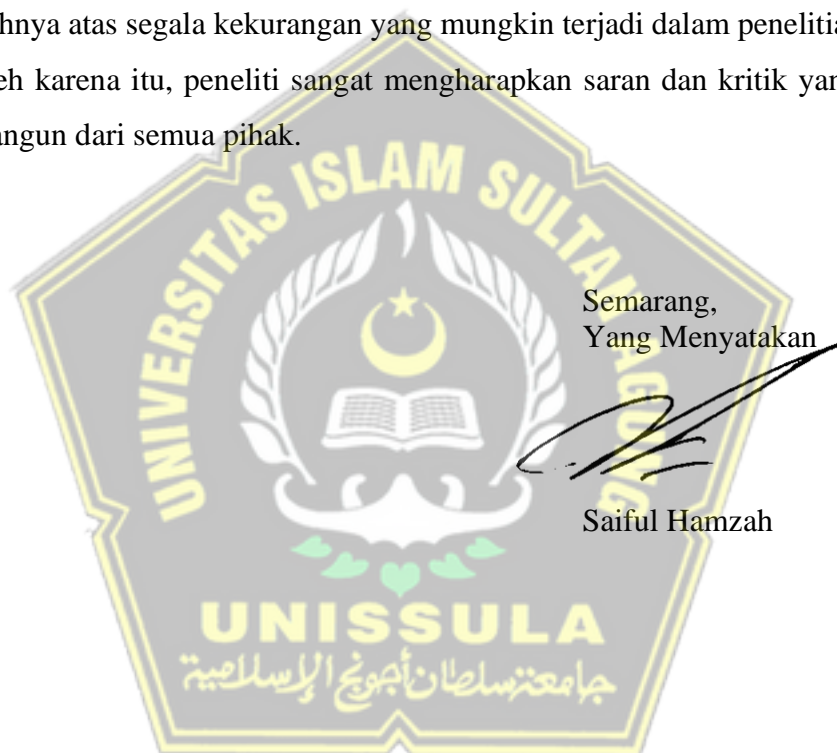 hnya atas segala kekurangan yang mungkin terjadi dalam penelitia
eh karena itu, peneliti sangat mengharapkan saran dan kritik yan
angun dari semua pihak.
UNIVERSITAS ISLAM SULTAN AGUNG
Semarang,
Yang Menyatakan
Saiful Hamzah
UNISSULA
جامعة سلطان أجونج الإسلامية